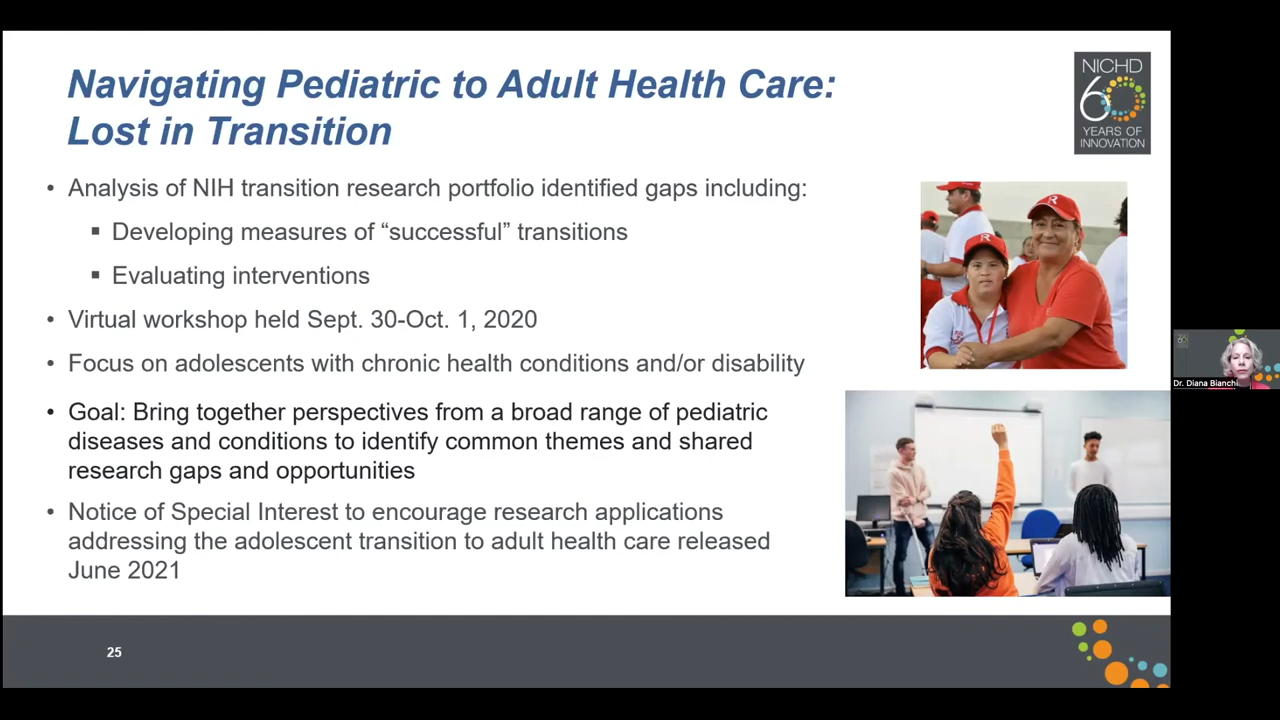 Navigating Pediatric to Adult Health Care:
Lost in Transition
NICHD
60
YEARS OF
INNOVATION
• Analysis of NIH transition research portfolio identified gaps including:
▪ Developing measures of “successful” transitions
▪ Evaluating interventions
• Virtual workshop held Sept. 30-Oct. 1, 2020
• Focus on adolescents with chronic health conditions and/or disability
• Goal: Bring together perspectives from a broad range of pediatric
diseases and conditions to identify common themes and shared
research gaps and opportunities
• Notice of Special Interest to encourage research applications
addressing the adolescent transition to adult health care released
June 2021
R
R
Dr. Diana Bianchi
25